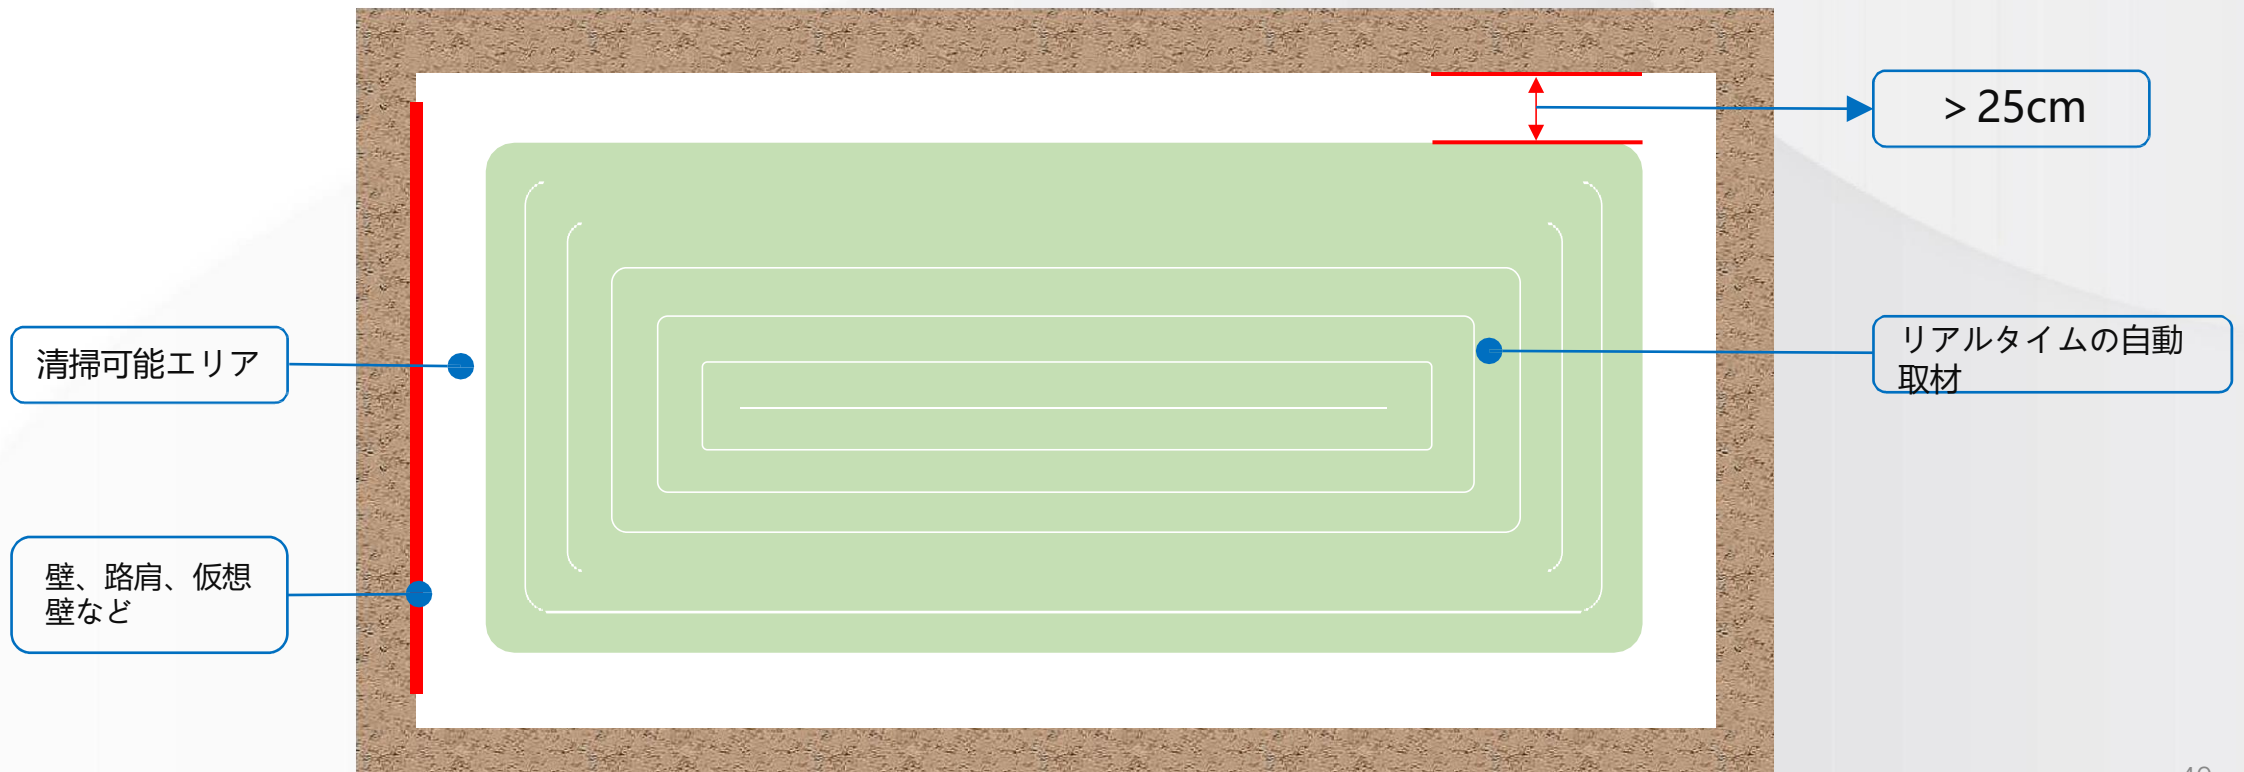 ＞25cm
清掃可能エリア
リアルタイムの自動
取材
壁、路肩、仮想
壁など